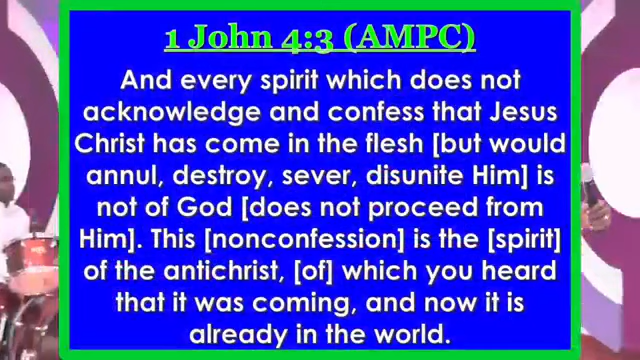 1 John 4:3 (AMPC)
And every spirit which does not
acknowledge and confess that Jesus
Christ has come in the flesh [but would
annul, destroy, sever, disunite Him] is
not of God [does not proceed from
Him]. This [nonconfession] is the [spirit]
of the antichrist, [of] which you heard
that it was coming, and now it is
already in the world.